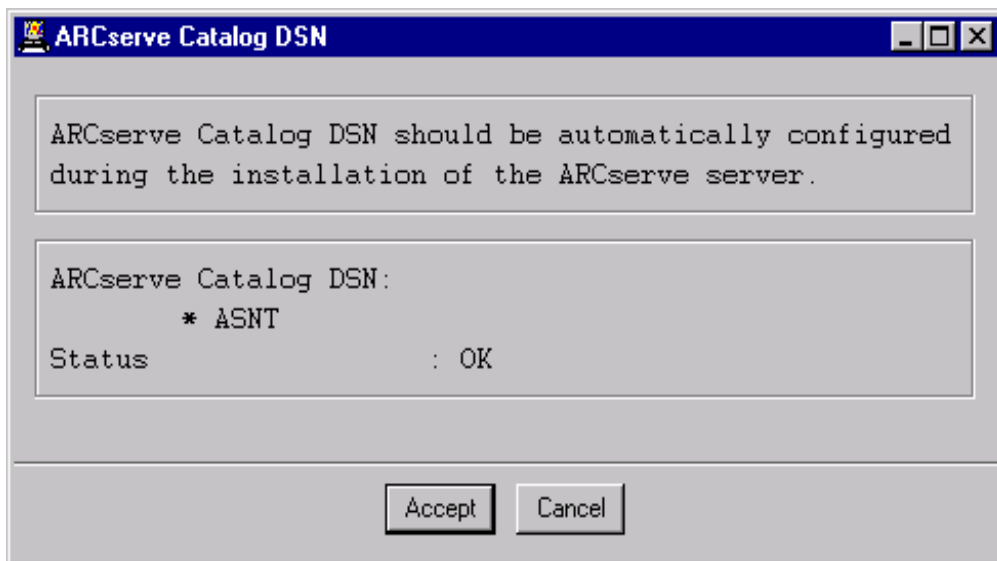 ARCserve Catalog DSN
ARCserve Catalog DSN should be automatically configured
during the installation of the ARCserve server.
ARCserve Catalog DSN:
* ASNT
Status : OK
Accept Cancel